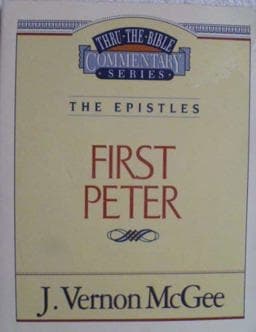 THRU-THE-BIBLE
COMMENTARY
SERIES
THE EPISTLES
FIRST
PETER
J. Vernon McGee